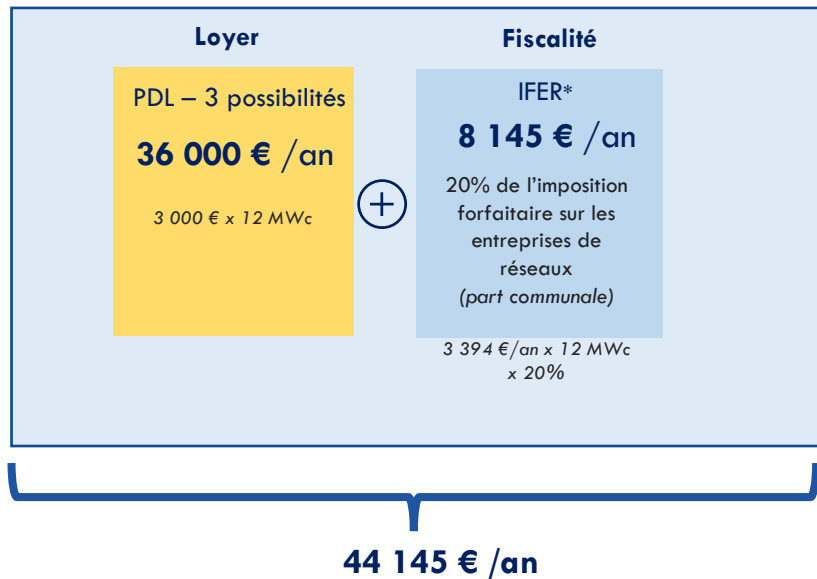 Loyer
PDL – 3 possibilités
36 000 € /an
3 000 € x 12 MWc
+
Fiscalité
IFER*
8 145 € /an
20% de l'imposition
forfaitaire sur les
entreprises de
réseaux
(part communale)
3 394 €/an x 12 MWc
x 20%
44 145 € /an